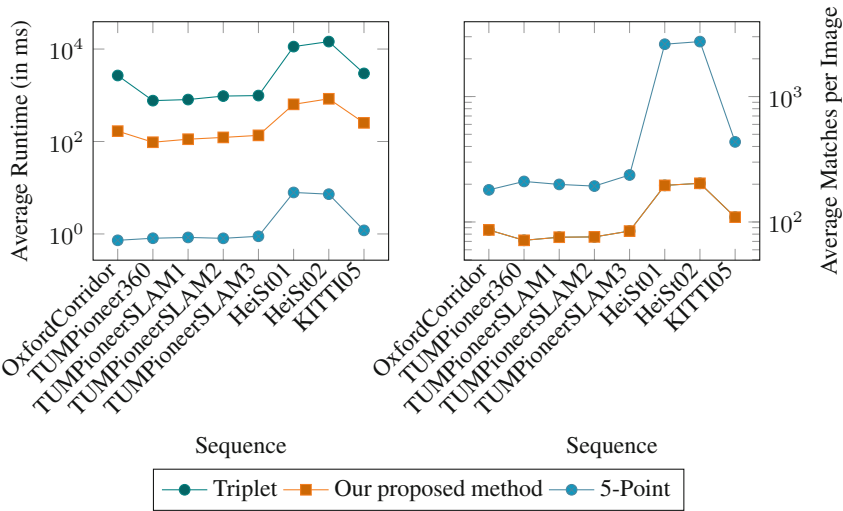 Average Runtime (in ms)
10^4
10^2
10^0
OxfordCorridor
TUMPioneer360
TUMPioneerSLAM1
TUMPioneerSLAM2
TUMPioneerSLAM3
HeiSt01
HeiSt02
KITTI05
Sequence
Average Matches per Image
10^3
10^2
OxfordCorridor
TUMPioneer360
TUMPioneerSLAM1
TUMPioneerSLAM2
TUMPioneerSLAM3
HeiSt01
HeiSt02
KITTI05
Sequence
Triplet Our proposed method 5-Point